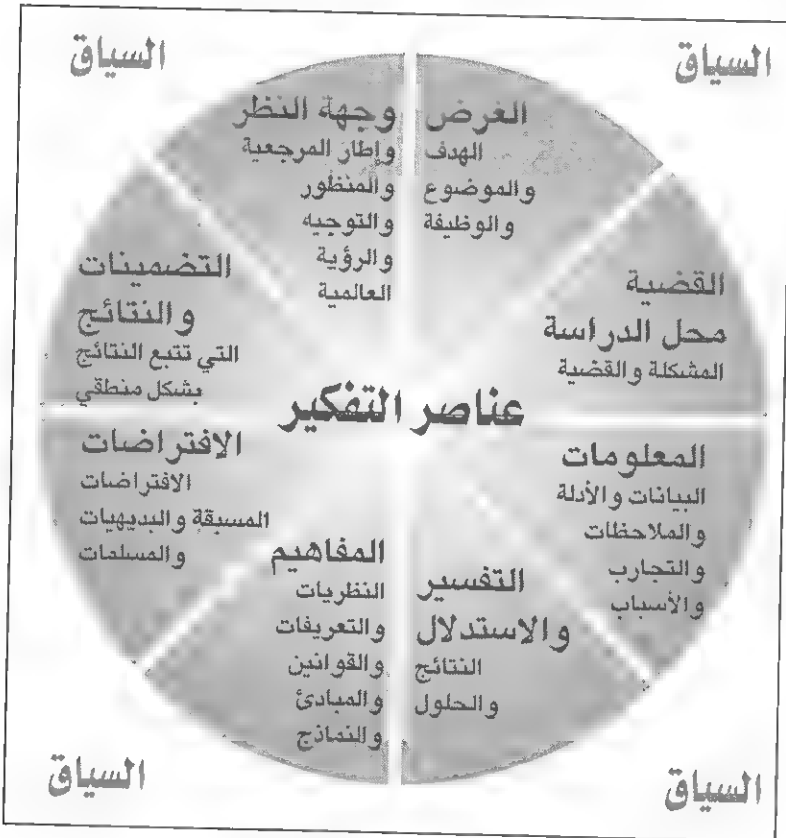 السياق
السياق
الغرض
الهدف
والموضوع
والوظيفة
القضية
محل الدراسة
المشكلة والقضية
المعلومات
البيانات والأدلة
والملاحظات
والتجارب
والأسباب
التفسير
والاستدلال
النتائج
والحلول
المفاهيم
النظريات
والتعريفات
والقوانين
والمبادئ
والنماذج
الافتراضات
الافتراضات
المسبقة والبديهيات
والمسلمات
التضمينات
والنتائج
التي تتبع النتائج
بشكل منطقي
وجهة النظر
وإطار المرجعية
والمنظور
والتوجيه
والرؤية
العالمية
عناصر التفكير
السياق
السياق